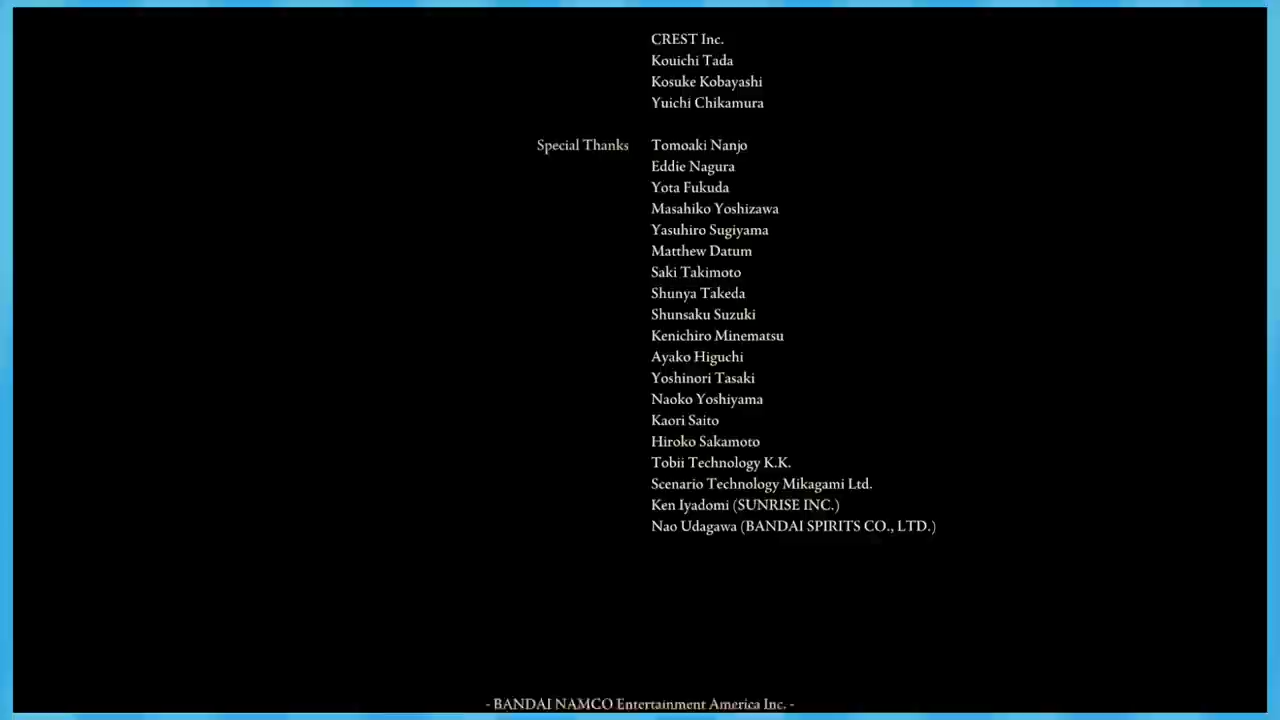 CREST Inc.
Kouichi Tada
Kosuke Kobayashi
Yuichi Chikamura
Special Thanks Tomoaki Nanjo
Eddie Nagura
Yota Fukuda
Masahiko Yoshizawa
Yasuhiro Sugiyama
Matthew Datum
Saki Takimoto
Shunya Takeda
Shunsaku Suzuki
Kenichiro Minematsu
Ayako Higuchi
Yoshinori Tasaki
Naoko Yoshiyama
Kaori Saito
Hiroko Sakamoto
Tobii Technology K.K.
Scenario Technology Mikagami Ltd.
Ken Iyadomi (SUNRISE INC.)
Nao Udagawa (BANDAI SPIRITS CO., LTD.)
- BANDAI NAMCO Entertainment America Inc. -